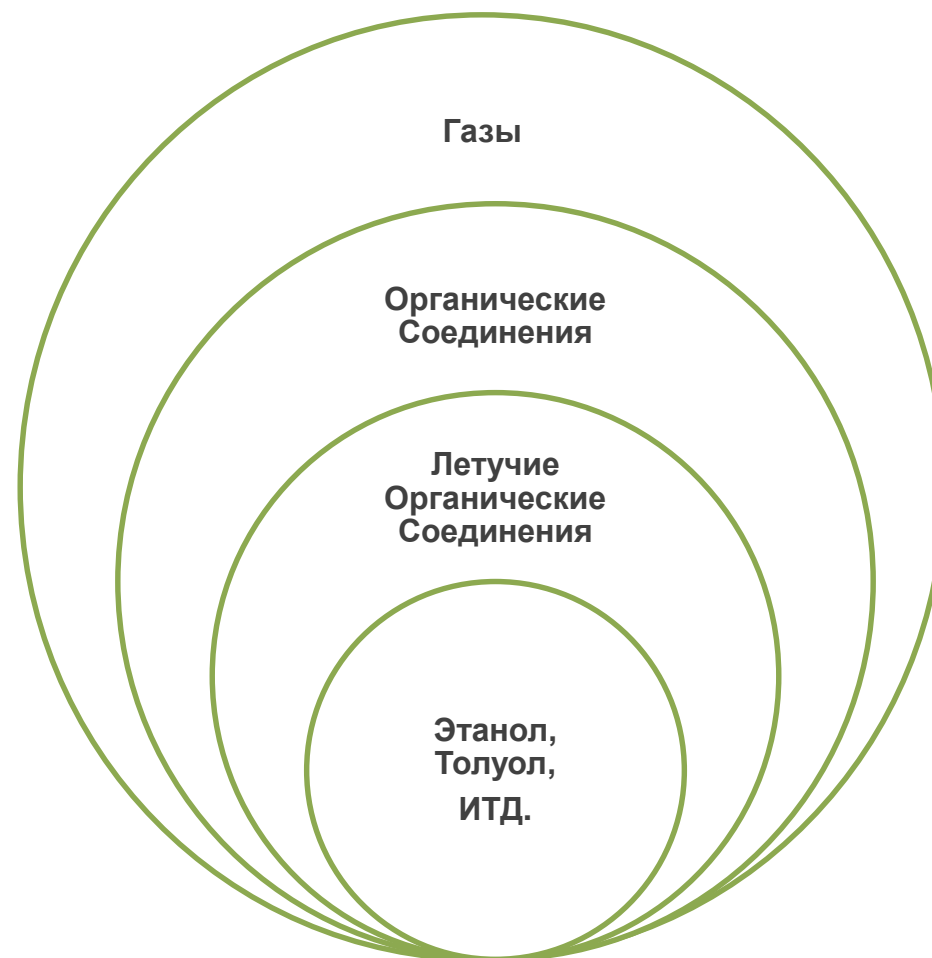 Газы
Органические
Соединения
Летучие
Органические
Соединения
Этанол,
Толуол,
ИТД.